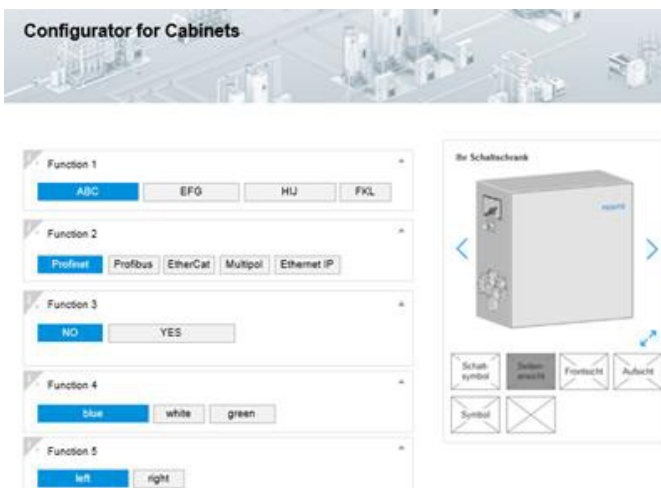 Configurator for Cabinets
Function 1
ABC EFG HIJ FKL
Function 2
Profinet Profibus EtherCat Multipol Ethernet IP
Function 3
NO YES
Function 4
blue white green
Function 5
left right
Ihr Schaltschrank
FESTO
Schalt-
symbol
Seiten-
ansicht
Frontsicht
Aufsicht
Symbol